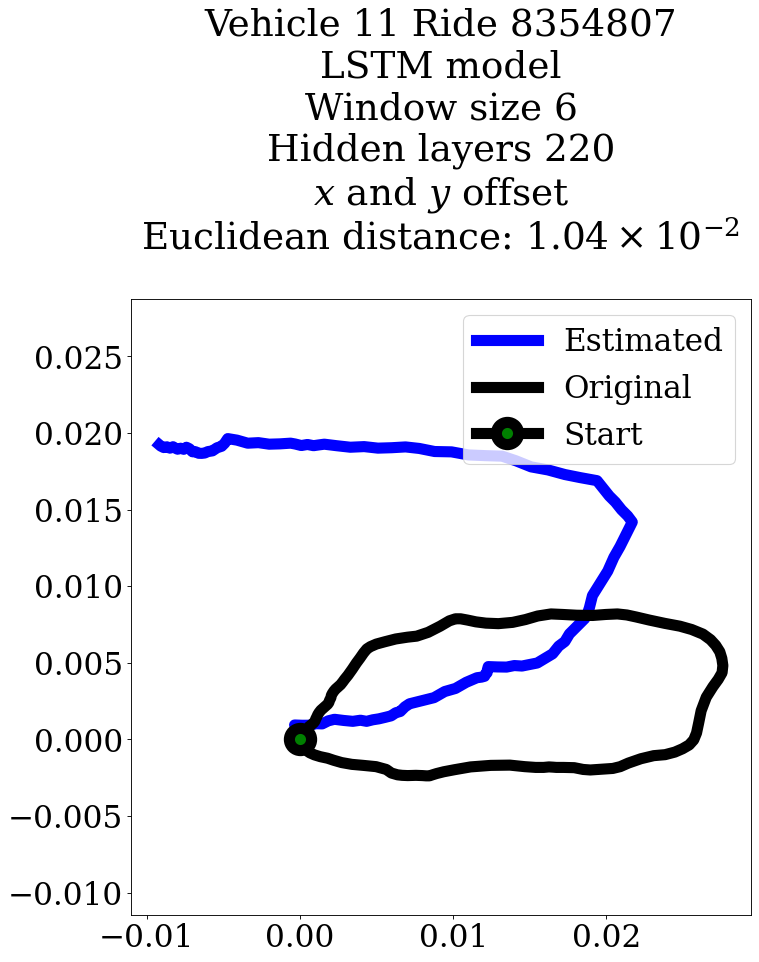 Vehicle 11 Ride 8354807
LSTM model
Window size 6
Hidden layers 220
x and y offset
Euclidean distance: 1.04 × 10⁻²
Estimated
Original
Start
0.025
0.020
0.015
0.010
0.005
0.000
−0.005
−0.010
−0.01 0.00 0.01 0.02